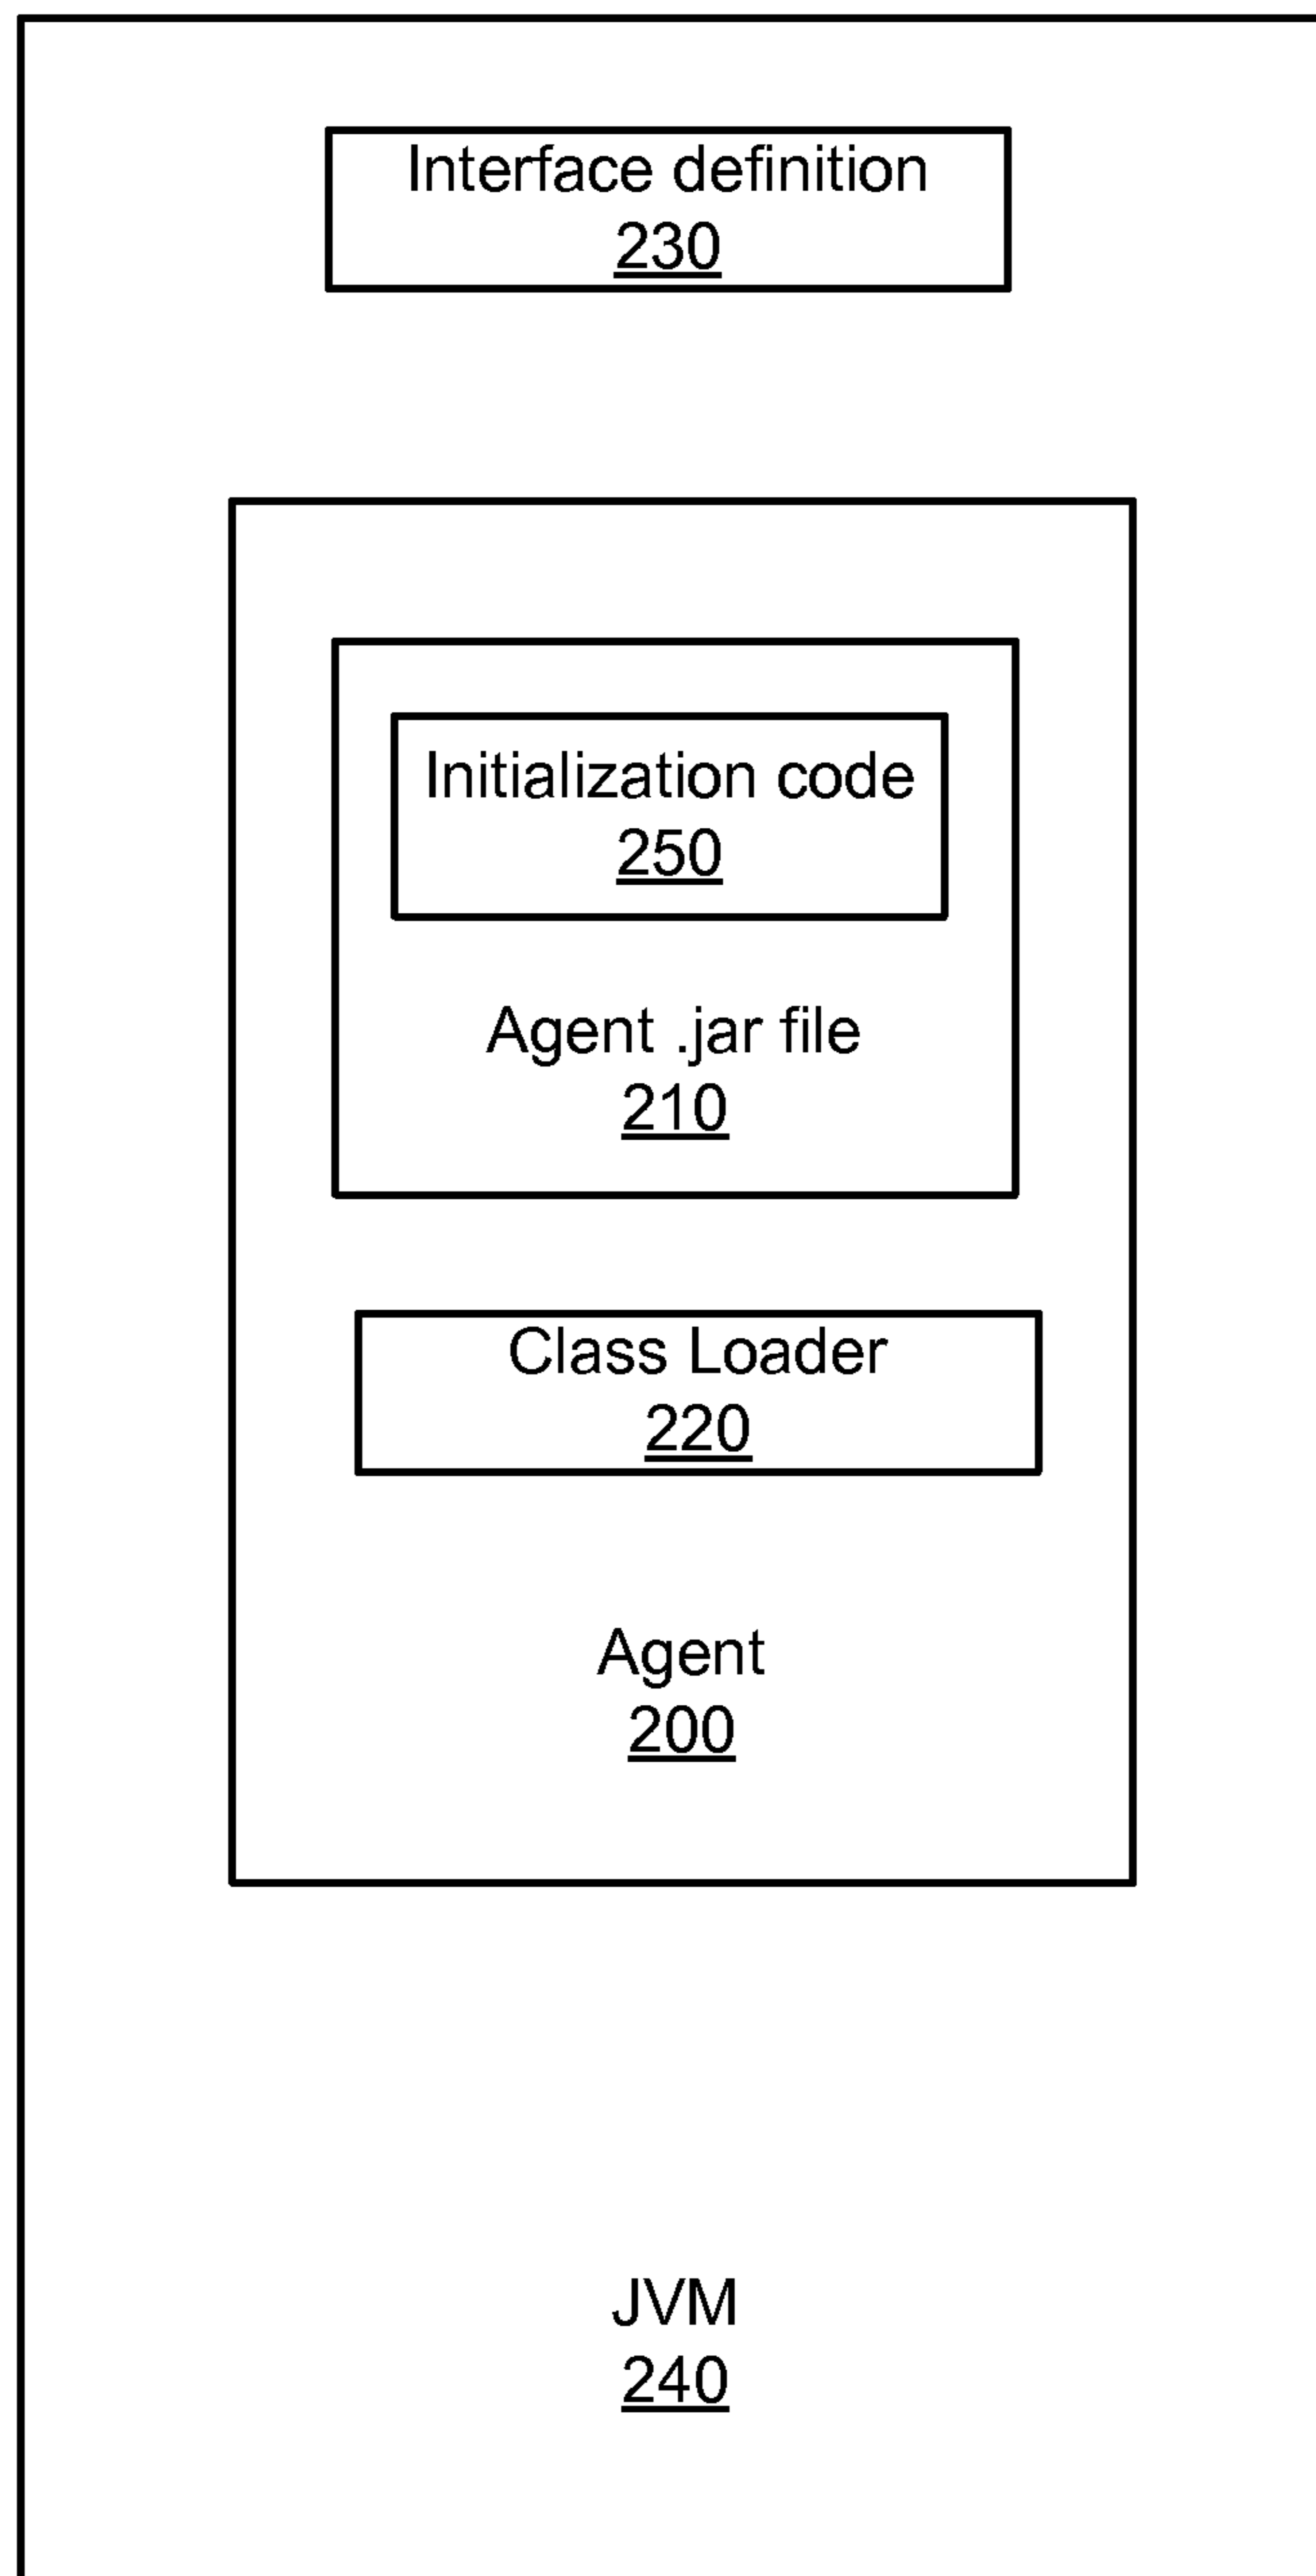 Interface definition
230
Initialization code
250
Agent .jar file
210
Class Loader
220
Agent
200
JVM
240